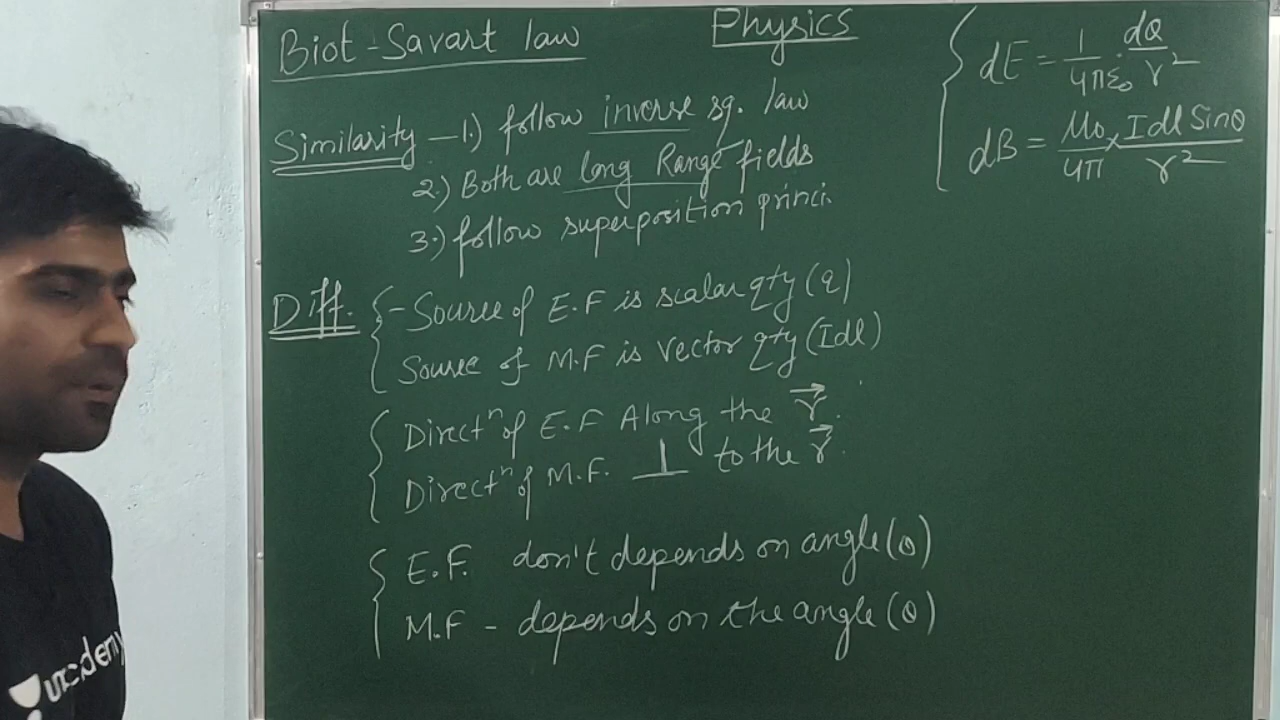 Biot-Savart law
Physics
dE = 1/4πε₀ · dQ/r²
dB = μ₀/4π × Idl Sinθ/r²
Similarity – 1.) follow inverse sq. law
2.) Both are long Range fields
3.) follow superposition princi.
Diff. – Source of E.F is scalar qty (q)
Source of M.F is vector qty (Idl)
Directⁿ of E.F Along the r⃗.
Directⁿ of M.F. ⊥ to the r⃗.
E.F. don't depends on angle (θ)
M.F – depends on the angle (θ)
unacademy